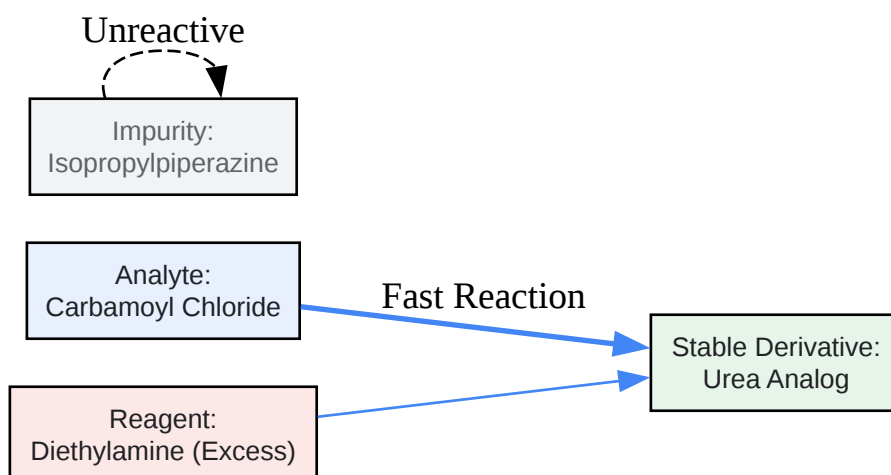 Unreactive
Impurity:
Isopropylpiperazine
Analyte:
Carbamoyl Chloride
Fast Reaction
Stable Derivative:
Urea Analog
Reagent:
Diethylamine (Excess)